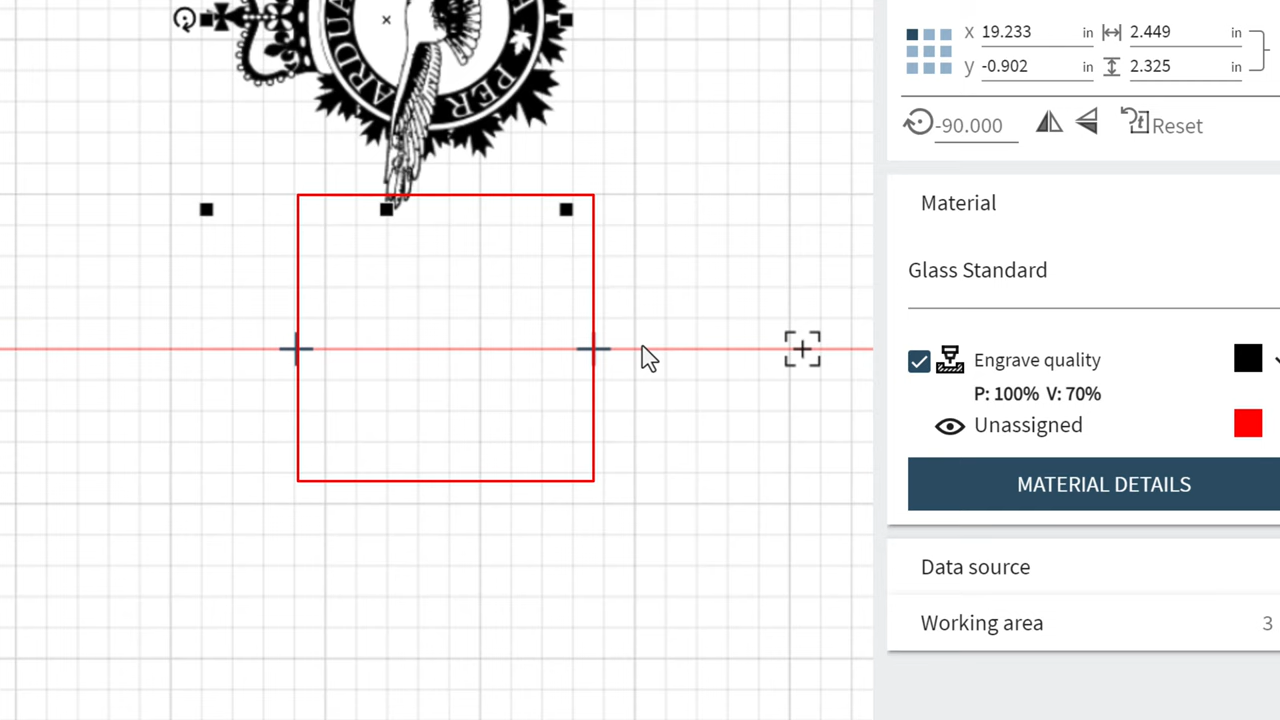 ARDUA
PER
x 19.233 in 2.449 in
y -0.902 in 2.325 in
-90.000 Reset
Material
Glass Standard
Engrave quality
P: 100% V: 70%
Unassigned
MATERIAL DETAILS
Data source
Working area 3